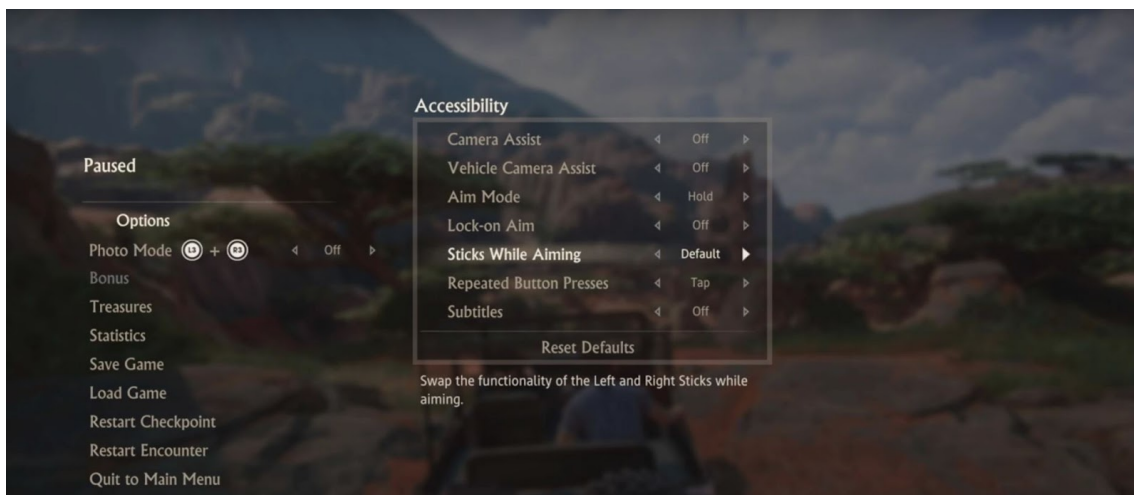 Paused
Options
Photo Mode L3 + R3 Off
Bonus
Treasures
Statistics
Save Game
Load Game
Restart Checkpoint
Restart Encounter
Quit to Main Menu
Accessibility
Camera Assist Off
Vehicle Camera Assist Off
Aim Mode Hold
Lock-on Aim Off
Sticks While Aiming Default
Repeated Button Presses Tap
Subtitles Off
Reset Defaults
Swap the functionality of the Left and Right Sticks while
aiming.